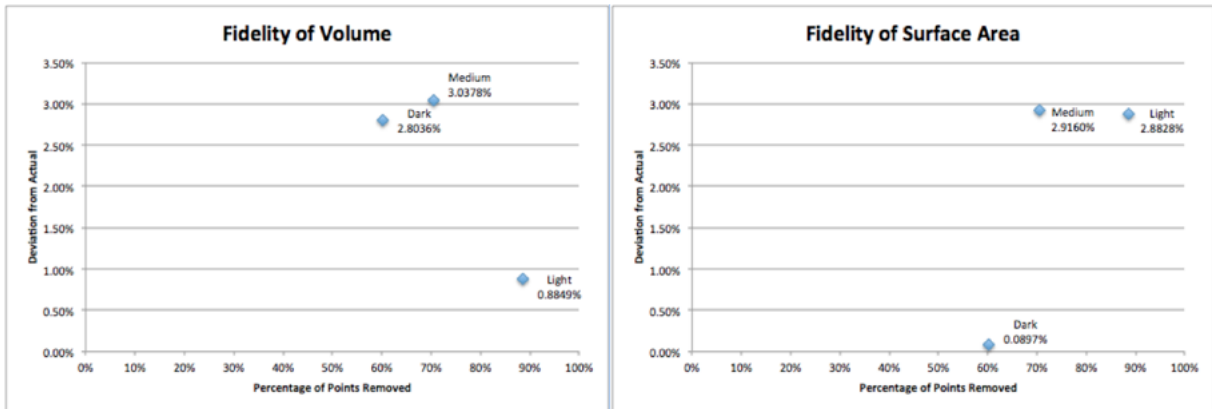 Fidelity of Volume
Deviation from Actual
3.50%
3.00%
2.50%
2.00%
1.50%
1.00%
0.50%
0.00%
Medium
3.0378%
Dark
2.8036%
Light
0.8849%
0% 10% 20% 30% 40% 50% 60% 70% 80% 90% 100%
Percentage of Points Removed
Fidelity of Surface Area
Deviation from Actual
3.50%
3.00%
2.50%
2.00%
1.50%
1.00%
0.50%
0.00%
Medium
2.9160%
Light
2.8828%
Dark
0.0897%
0% 10% 20% 30% 40% 50% 60% 70% 80% 90% 100%
Percentage of Points Removed